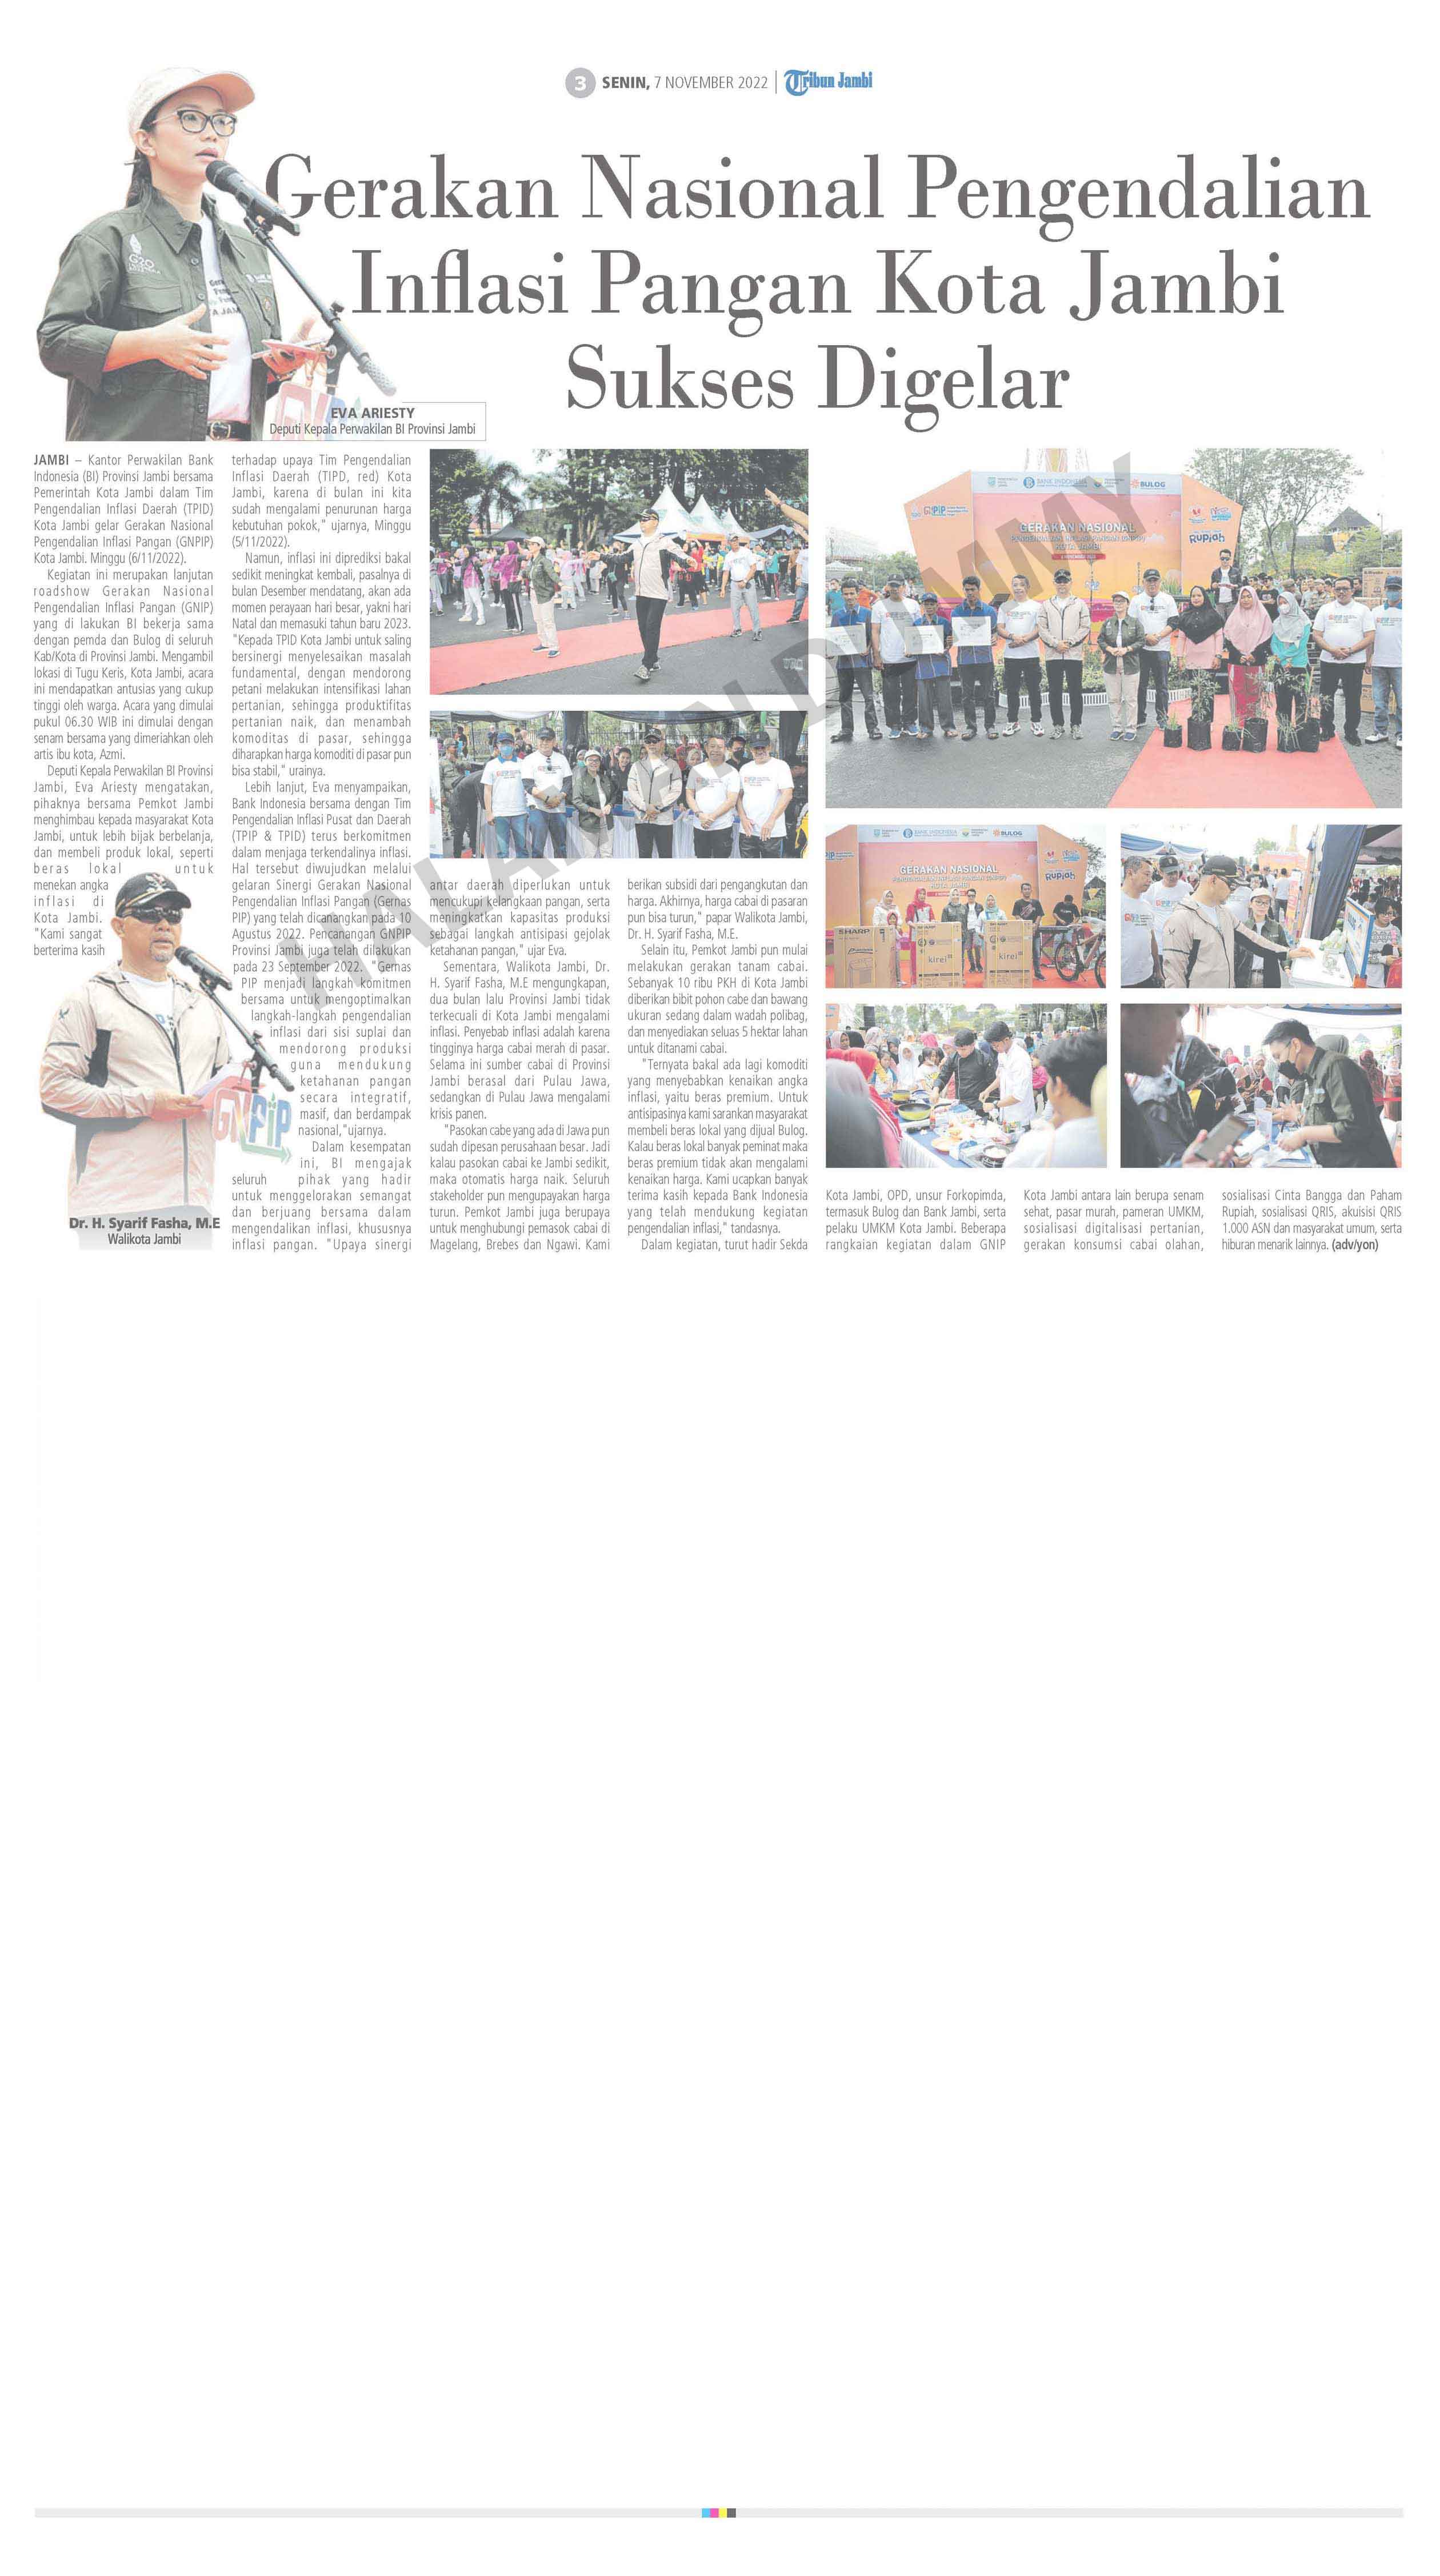 3 SENIN, 7 NOVEMBER 2022 | Tribun Jambi
Gerakan Nasional Pengendalian
Inflasi Pangan Kota Jambi
Sukses Digelar
EVA ARIESTY
Deputi Kepala Perwakilan BI Provinsi Jambi
JAMBI – Kantor Perwakilan Bank
Indonesia (BI) Provinsi Jambi bersama
Pemerintah Kota Jambi dalam Tim
Pengendalian Inflasi Daerah (TPID)
Kota Jambi gelar Gerakan Nasional
Pengendalian Inflasi Pangan (GNPIP)
Kota Jambi. Minggu (6/11/2022).
Kegiatan ini merupakan lanjutan
roadshow Gerakan Nasional
Pengendalian Inflasi Pangan (GNIP)
yang di lakukan BI bekerja sama
dengan pemda dan Bulog di seluruh
Kab/Kota di Provinsi Jambi. Mengambil
lokasi di Tugu Keris, Kota Jambi, acara
ini mendapatkan antusias yang cukup
tinggi oleh warga. Acara yang dimulai
pukul 06.30 WIB ini dimulai dengan
senam bersama yang dimeriahkan oleh
artis ibu kota, Azmi.
Deputi Kepala Perwakilan BI Provinsi
Jambi, Eva Ariesty mengatakan,
pihaknya bersama Pemkot Jambi
menghimbau kepada masyarakat Kota
Jambi, untuk lebih bijak berbelanja,
dan membeli produk lokal, seperti
beras lokal untuk
menekan angka
inflasi di
Kota Jambi.
"Kami sangat
berterima kasih
Dr. H. Syarif Fasha, M.E
Walikota Jambi
terhadap upaya Tim Pengendalian
Inflasi Daerah (TIPD, red) Kota
Jambi, karena di bulan ini kita
sudah mengalami penurunan harga
kebutuhan pokok," ujarnya, Minggu
(5/11/2022).
Namun, inflasi ini diprediksi bakal
sedikit meningkat kembali, pasalnya di
bulan Desember mendatang, akan ada
momen perayaan hari besar, yakni hari
Natal dan memasuki tahun baru 2023.
"Kepada TPID Kota Jambi untuk saling
bersinergi menyelesaikan masalah
fundamental, dengan mendorong
petani melakukan intensifikasi lahan
pertanian, sehingga produktifitas
pertanian naik, dan menambah
komoditas di pasar, sehingga
diharapkan harga komoditi di pasar pun
bisa stabil," urainya.
Lebih lanjut, Eva menyampaikan,
Bank Indonesia bersama dengan Tim
Pengendalian Inflasi Pusat dan Daerah
(TPIP & TPID) terus berkomitmen
dalam menjaga terkendalinya inflasi.
Hal tersebut diwujudkan melalui
gelaran Sinergi Gerakan Nasional
Pengendalian Inflasi Pangan (Gernas
PIP) yang telah dicanangkan pada 10
Agustus 2022. Pencanangan GNPIP
Provinsi Jambi juga telah dilakukan
pada 23 September 2022. "Gernas
PIP menjadi langkah komitmen
bersama untuk mengoptimalkan
langkah-langkah pengendalian
inflasi dari sisi suplai dan
mendorong produksi
guna mendukung
ketahanan pangan
secara integratif,
masif, dan berdampak
nasional,"ujarnya.
Dalam kesempatan
ini, BI mengajak
seluruh pihak yang hadir
untuk menggelorakan semangat
dan berjuang bersama dalam
mengendalikan inflasi, khususnya
inflasi pangan. "Upaya sinergi
antar daerah diperlukan untuk
mencukupi kelangkaan pangan, serta
meningkatkan kapasitas produksi
sebagai langkah antisipasi gejolak
ketahanan pangan," ujar Eva.
Sementara, Walikota Jambi, Dr.
H. Syarif Fasha, M.E mengungkapan,
dua bulan lalu Provinsi Jambi tidak
terkecuali di Kota Jambi mengalami
inflasi. Penyebab inflasi adalah karena
tingginya harga cabai merah di pasar.
Selama ini sumber cabai di Provinsi
Jambi berasal dari Pulau Jawa,
sedangkan di Pulau Jawa mengalami
krisis panen.
"Pasokan cabe yang ada di Jawa pun
sudah dipesan perusahaan besar. Jadi
kalau pasokan cabai ke Jambi sedikit,
maka otomatis harga naik. Seluruh
stakeholder pun mengupayakan harga
turun. Pemkot Jambi juga berupaya
untuk menghubungi pemasok cabai di
Magelang, Brebes dan Ngawi. Kami
berikan subsidi dari pengangkutan dan
harga. Akhirnya, harga cabai di pasaran
pun bisa turun," papar Walikota Jambi,
Dr. H. Syarif Fasha, M.E.
Selain itu, Pemkot Jambi pun mulai
melakukan gerakan tanam cabai.
Sebanyak 10 ribu PKH di Kota Jambi
diberikan bibit pohon cabe dan bawang
ukuran sedang dalam wadah polibag,
dan menyediakan seluas 5 hektar lahan
untuk ditanami cabai.
"Ternyata bakal ada lagi komoditi
yang menyebabkan kenaikan angka
inflasi, yaitu beras premium. Untuk
antisipasinya kami sarankan masyarakat
membeli beras lokal yang dijual Bulog.
Kalau beras lokal banyak peminat maka
beras premium tidak akan mengalami
kenaikan harga. Kami ucapkan banyak
terima kasih kepada Bank Indonesia
yang telah mendukung kegiatan
pengendalian inflasi," tandasnya.
Dalam kegiatan, turut hadir Sekda
Kota Jambi, OPD, unsur Forkopimda,
termasuk Bulog dan Bank Jambi, serta
pelaku UMKM Kota Jambi. Beberapa
rangkaian kegiatan dalam GNIP
Kota Jambi antara lain berupa senam
sehat, pasar murah, pameran UMKM,
sosialisasi digitalisasi pertanian,
gerakan konsumsi cabai olahan,
sosialisasi Cinta Bangga dan Paham
Rupiah, sosialisasi QRIS, akuisisi QRIS
1.000 ASN dan masyarakat umum, serta
hiburan menarik lainnya. (adv/yon)
HALAMAN DUMMY
G20
GNPIP
BANK INDONESIA
BULOG
GERAKAN NASIONAL
PENGENDALIAN INFLASI PANGAN (GNPIP)
KOTA JAMBI
Rupiah
BANK INDONESIA
BULOG
GERAKAN NASIONAL
PENGENDALIAN INFLASI PANGAN (GNPIP)
KOTA JAMBI
Rupiah
SHARP
kirei
kirei